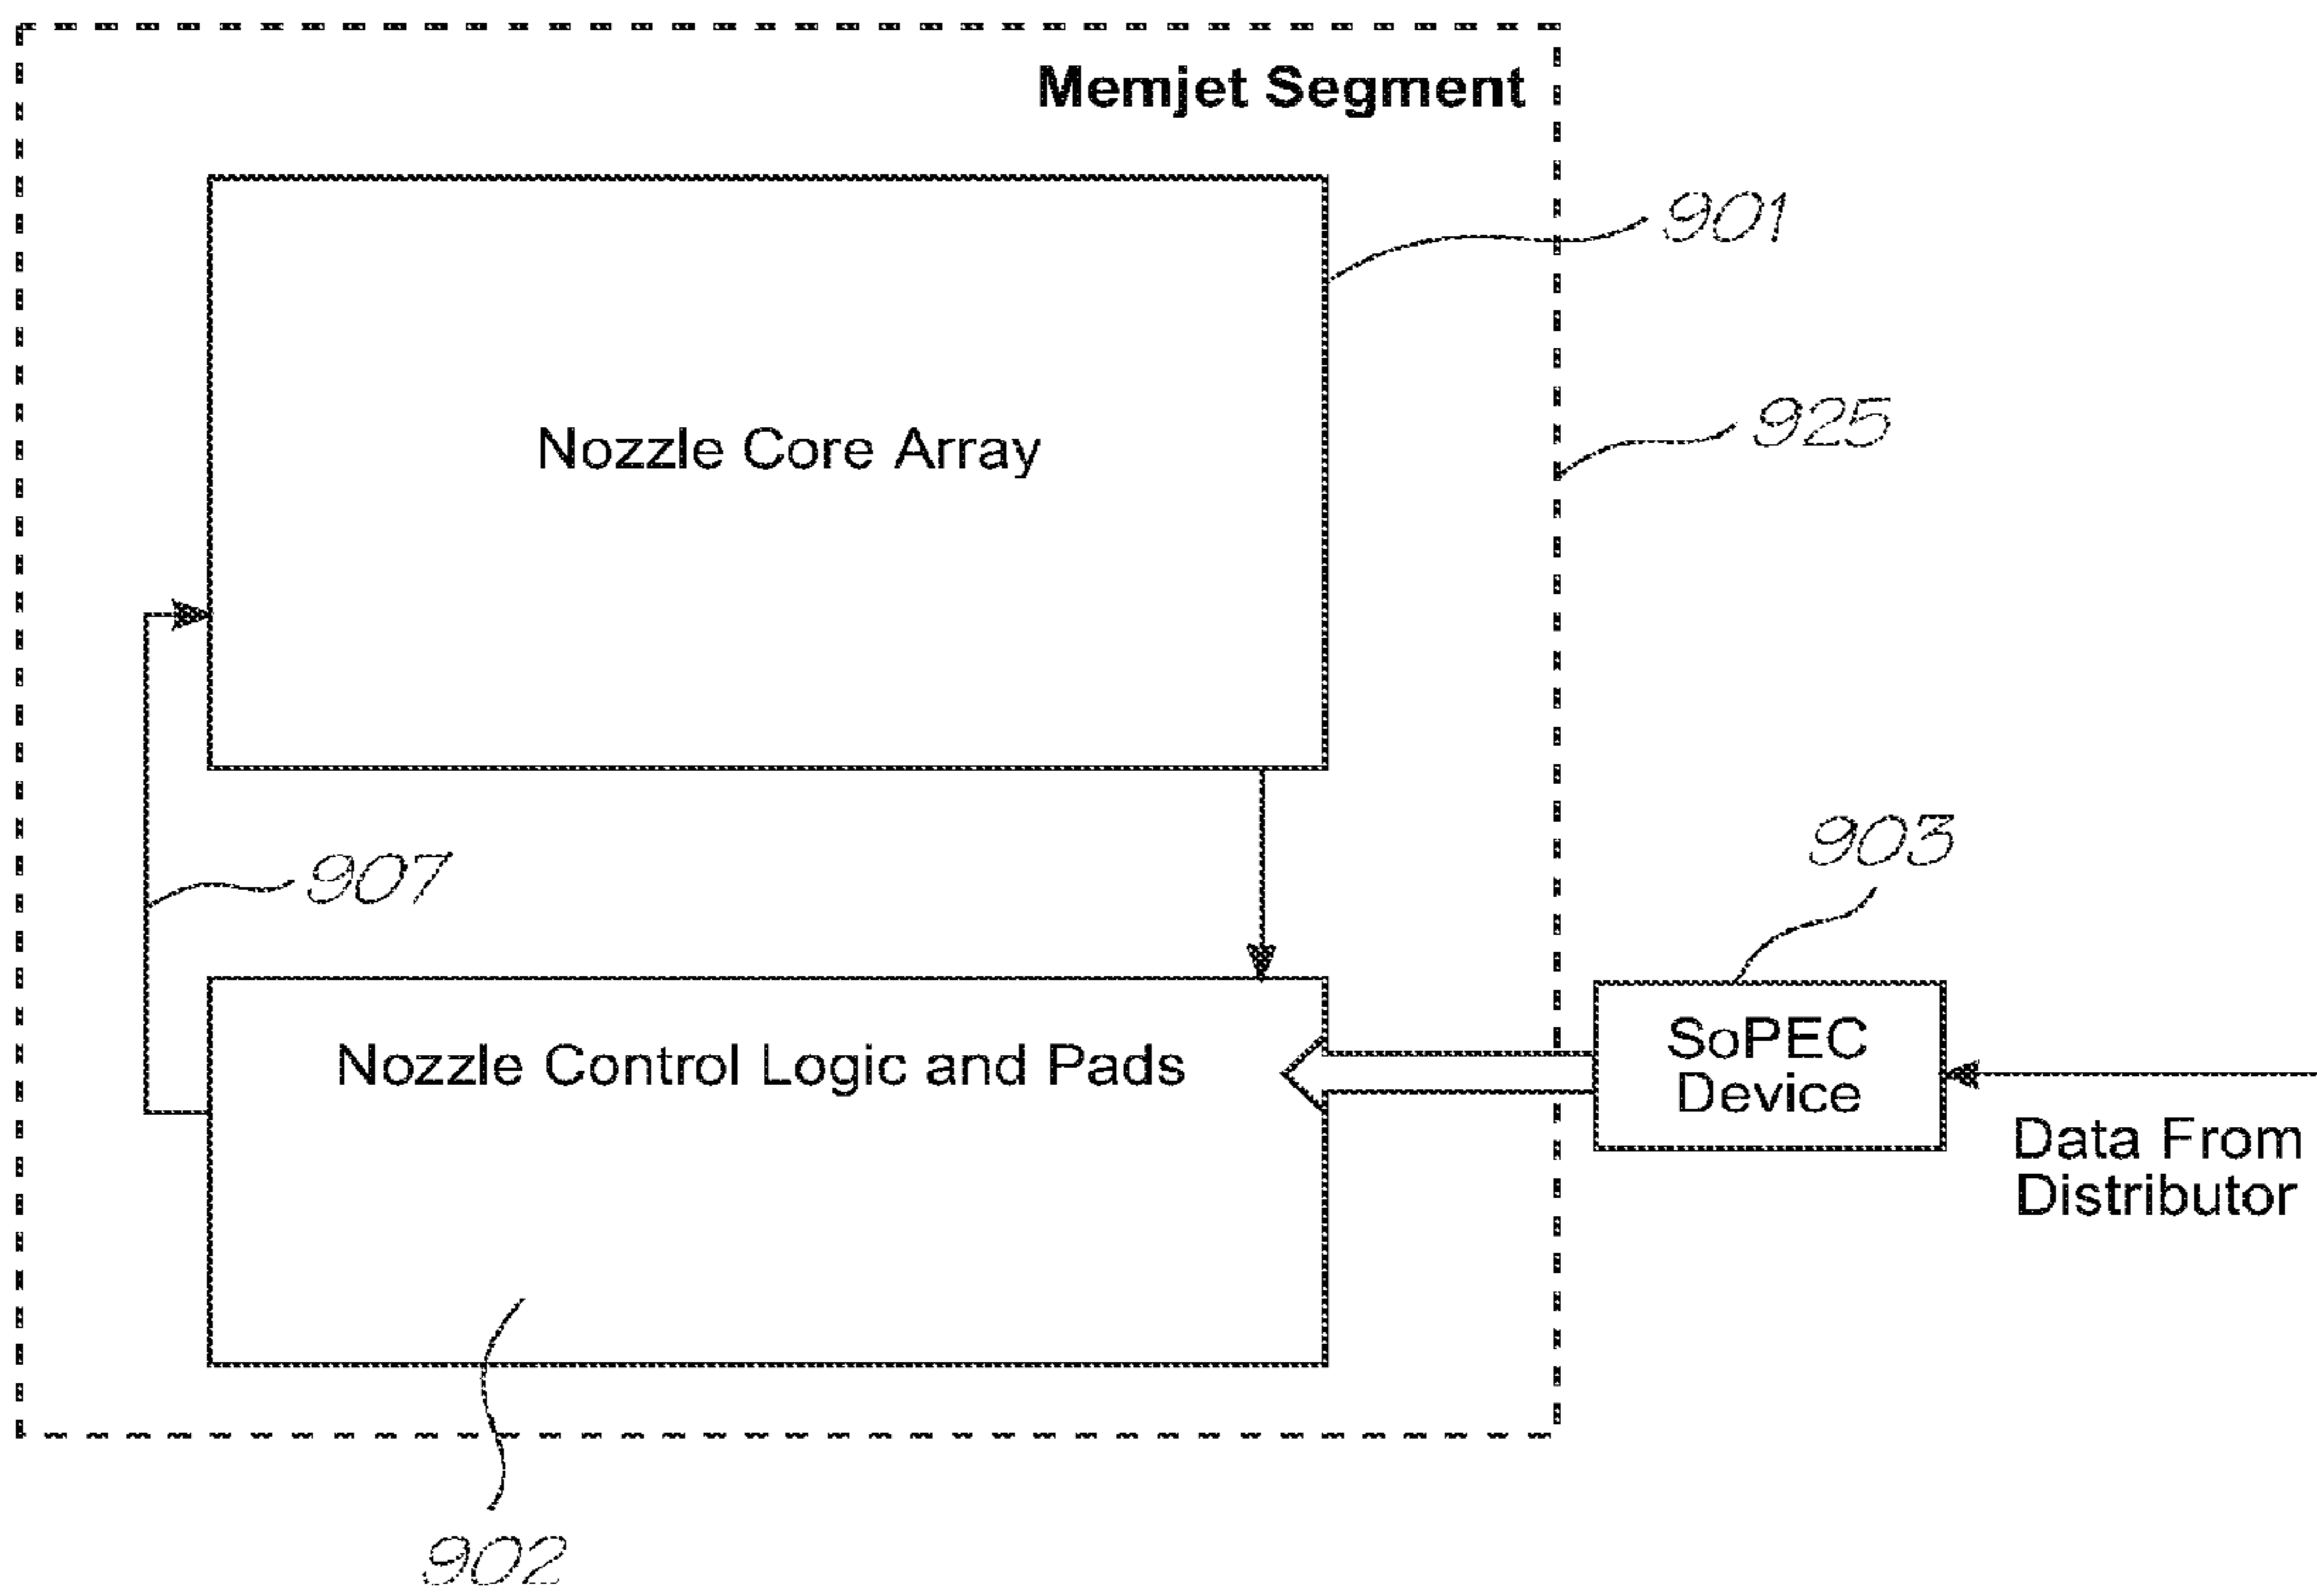 Memjet Segment
901
Nozzle Core Array
925
903
907
SoPEC
Device
Nozzle Control Logic and Pads
Data From
Distributor
902